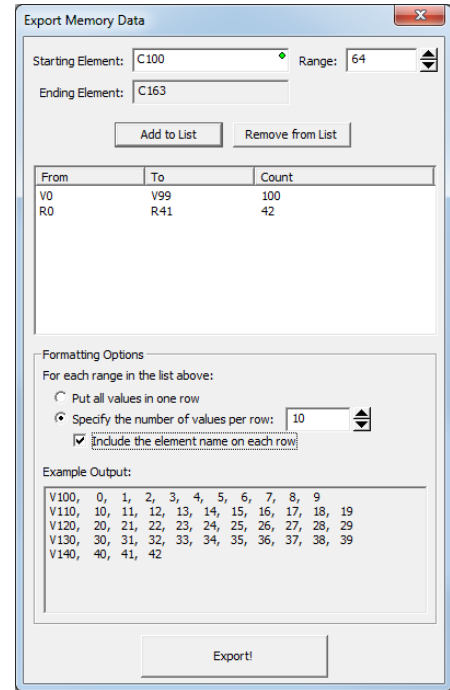 Export Memory Data
Starting Element: C100 Range: 64
Ending Element: C163
Add to List Remove from List
From To Count
V0 V99 100
R0 R41 42
Formatting Options
For each range in the list above:
Put all values in one row
Specify the number of values per row: 10
Include the element name on each row
Example Output:
V100, 0, 1, 2, 3, 4, 5, 6, 7, 8, 9
V110, 10, 11, 12, 13, 14, 15, 16, 17, 18, 19
V120, 20, 21, 22, 23, 24, 25, 26, 27, 28, 29
V130, 30, 31, 32, 33, 34, 35, 36, 37, 38, 39
V140, 40, 41, 42
Export!